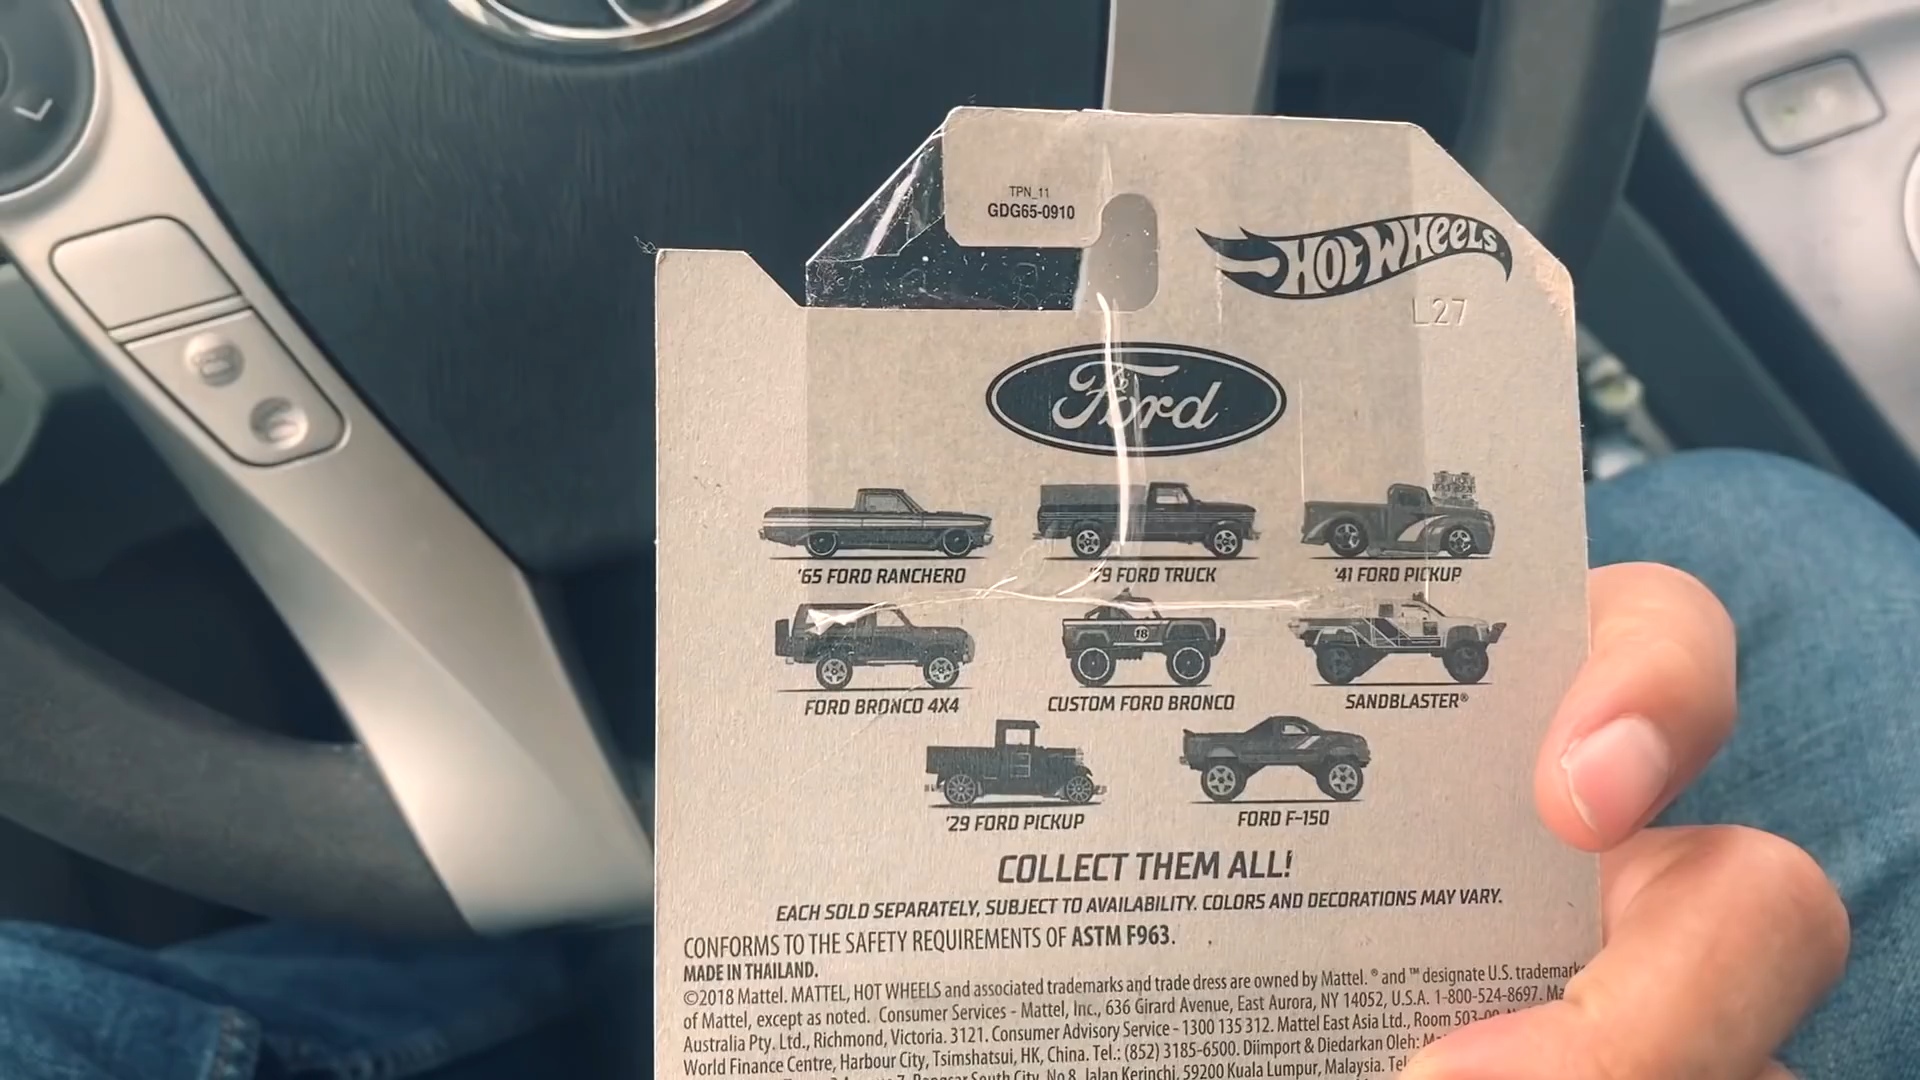 TPN_11
GDG65-0910
HOT WHEELS
L27
Ford
'65 FORD RANCHERO
'79 FORD TRUCK
'41 FORD PICKUP
18
FORD BRONCO 4X4
CUSTOM FORD BRONCO
SANDBLASTER®
'29 FORD PICKUP
FORD F-150
COLLECT THEM ALL!
EACH SOLD SEPARATELY, SUBJECT TO AVAILABILITY. COLORS AND DECORATIONS MAY VARY.
CONFORMS TO THE SAFETY REQUIREMENTS OF ASTM F963.
MADE IN THAILAND.
©2018 Mattel. MATTEL, HOT WHEELS and associated trademarks and trade dress are owned by Mattel. ® and ™ designate U.S. trademarks
of Mattel, except as noted. Consumer Services - Mattel, Inc., 636 Girard Avenue, East Aurora, NY 14052, U.S.A. 1-800-524-8697.
Australia Pty. Ltd., Richmond, Victoria. 3121. Consumer Advisory Service - 1300 135 312. Mattel East Asia Ltd., Room
World Finance Centre, Harbour City, Tsimshatsui, HK, China. Tel.: (852) 3185-6500. Diimport & Diedarkan Oleh:
South City, No 8, Jalan Kerinchi, 59200 Kuala Lumpur, Malaysia.